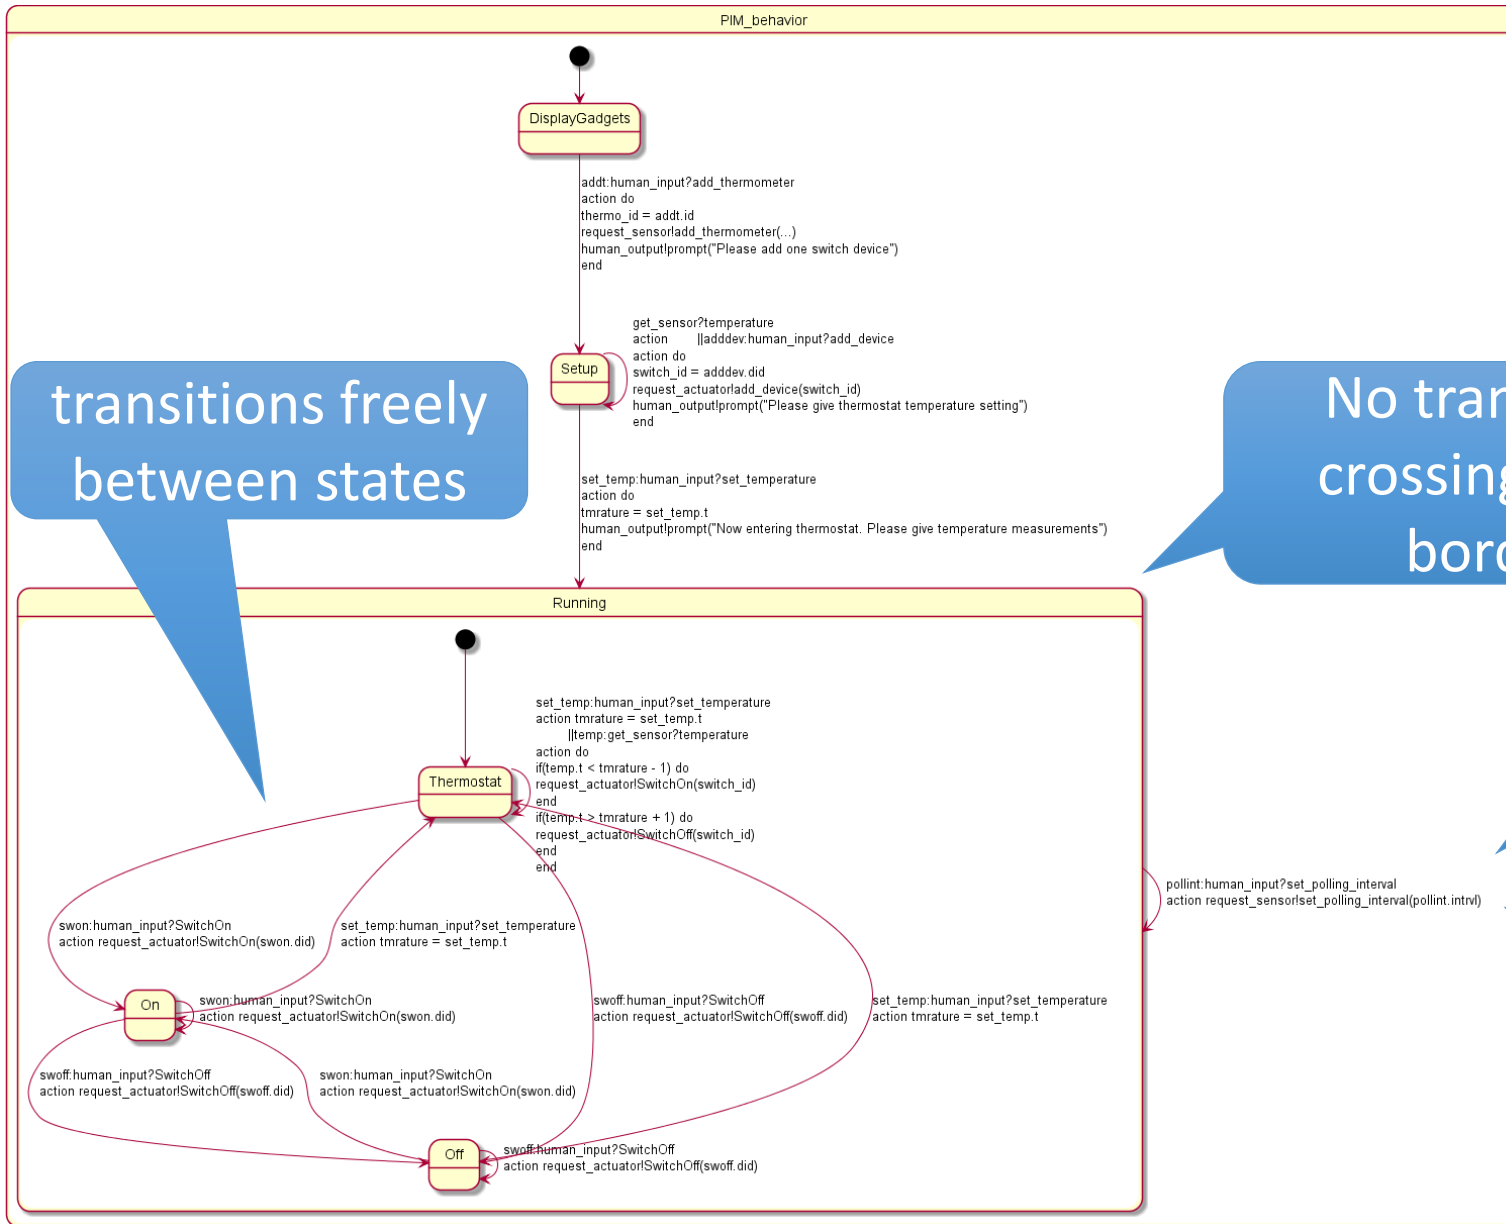 PIM_behavior
DisplayGadgets
addt:human_input?add_thermometer
action do
thermo_id = addt.id
request_sensor!add_thermometer(...)
human_output!prompt("Please add one switch device")
end
get_sensor?temperature
action ||adddev:human_input?add_device
action do
switch_id = adddev.did
request_actuator!add_device(switch_id)
human_output!prompt("Please give thermostat temperature setting")
end
Setup
transitions freely
between states
No tran
crossing
bord
set_temp:human_input?set_temperature
action do
tmrature = set_temp.t
human_output!prompt("Now entering thermostat. Please give temperature measurements")
end
Running
set_temp:human_input?set_temperature
action tmrature = set_temp.t
||temp:get_sensor?temperature
action do
if(temp.t < tmrature - 1) do
request_actuator!SwitchOn(switch_id)
end
if(temp.t > tmrature + 1) do
request_actuator!SwitchOff(switch_id)
end
end
Thermostat
pollint:human_input?set_polling_interval
action request_sensor!set_polling_interval(pollint.intrvl)
swon:human_input?SwitchOn
action request_actuator!SwitchOn(swon.did)
set_temp:human_input?set_temperature
action tmrature = set_temp.t
On
swon:human_input?SwitchOn
action request_actuator!SwitchOn(swon.did)
swoff:human_input?SwitchOff
action request_actuator!SwitchOff(swoff.did)
set_temp:human_input?set_temperature
action tmrature = set_temp.t
swoff:human_input?SwitchOff
action request_actuator!SwitchOff(swoff.did)
swon:human_input?SwitchOn
action request_actuator!SwitchOn(swon.did)
Off
swoff:human_input?SwitchOff
action request_actuator!SwitchOff(swoff.did)